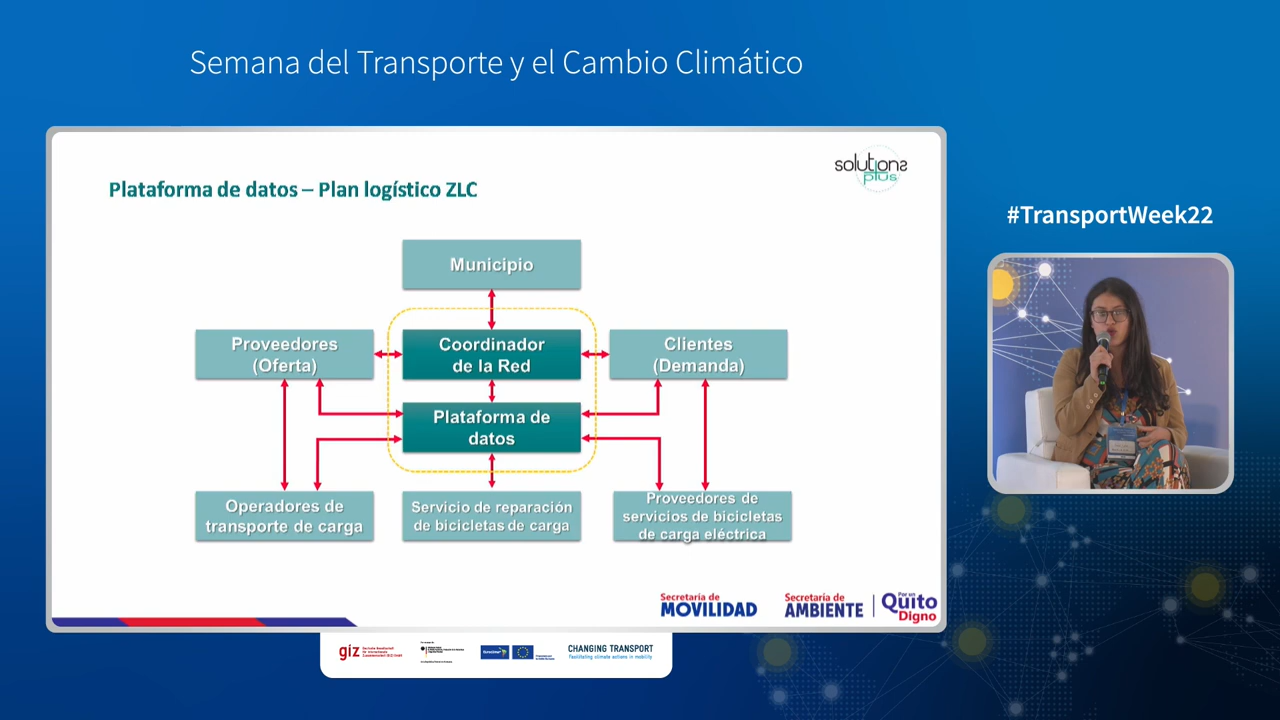 Semana del Transporte y el Cambio Climático
solutions
plus
Plataforma de datos – Plan logístico ZLC
#TransportWeek22
Municipio
Proveedores
(Oferta)
Coordinador
de la Red
Clientes
(Demanda)
Plataforma de
datos
Operadores de
transporte de carga
Servicio de reparación
de bicicletas de carga
Proveedores de
servicios de bicicletas
de carga eléctrica
Secretaría de
MOVILIDAD
Secretaría de
AMBIENTE
Por un
Quito
Digno
giz
CHANGING TRANSPORT
Facilitating climate actions in mobility